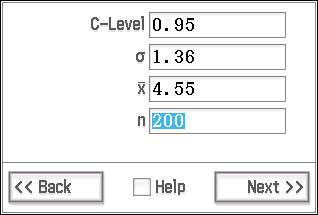 C-Level 0.95
σ 1.36
x̄ 4.55
n 200
<< Back Help Next >>